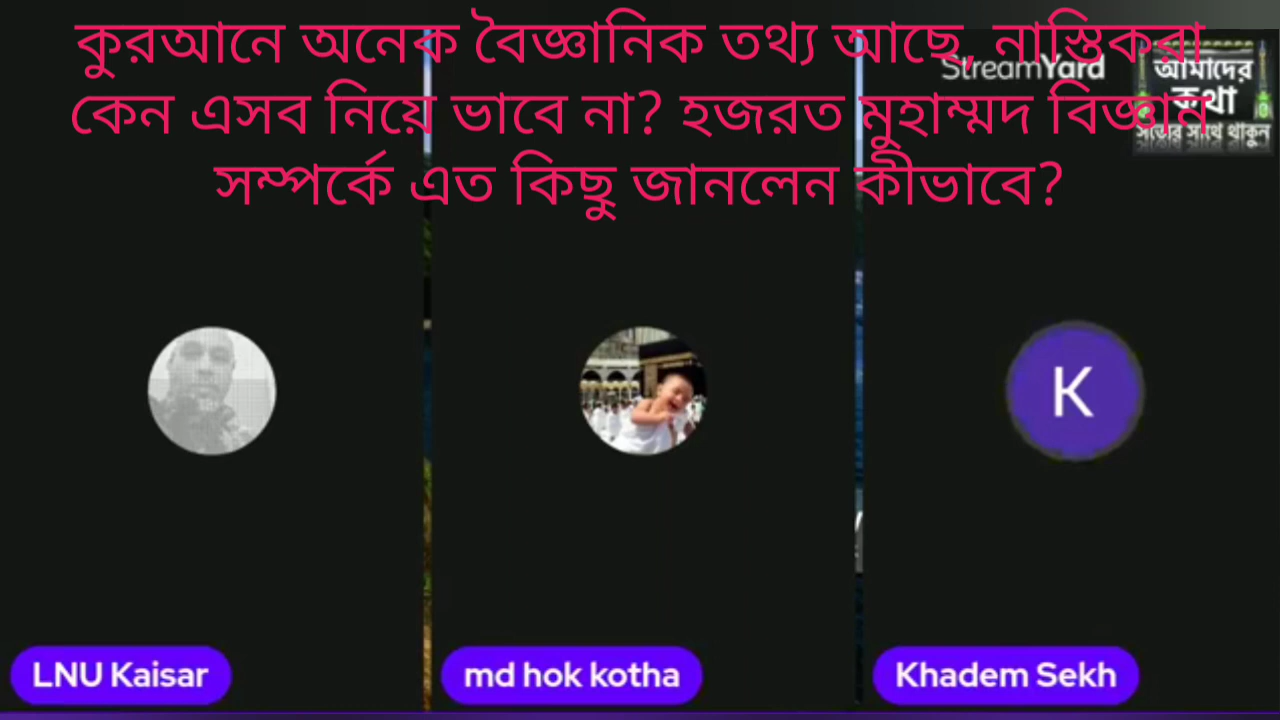 কুরআনে অনেক বৈজ্ঞানিক তথ্য আছে, নাস্তিকরা
কেন এসব নিয়ে ভাবে না? হজরত মুহাম্মদ বিজ্ঞান
সম্পর্কে এত কিছু জানলেন কীভাবে?
StreamYard
আমাদের
কথা
সত্যের সাথে থাকুন
K
LNU Kaisar
md hok kotha
Khadem Sekh